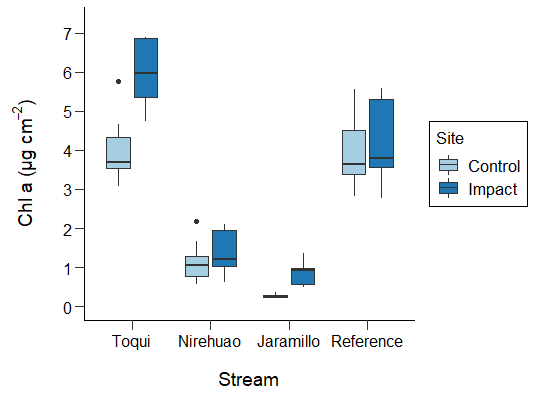 Chl a (µg cm⁻²)
7
6
5
4
3
2
1
0
Toqui Nirehuao Jaramillo Reference
Stream
Site
Control
Impact